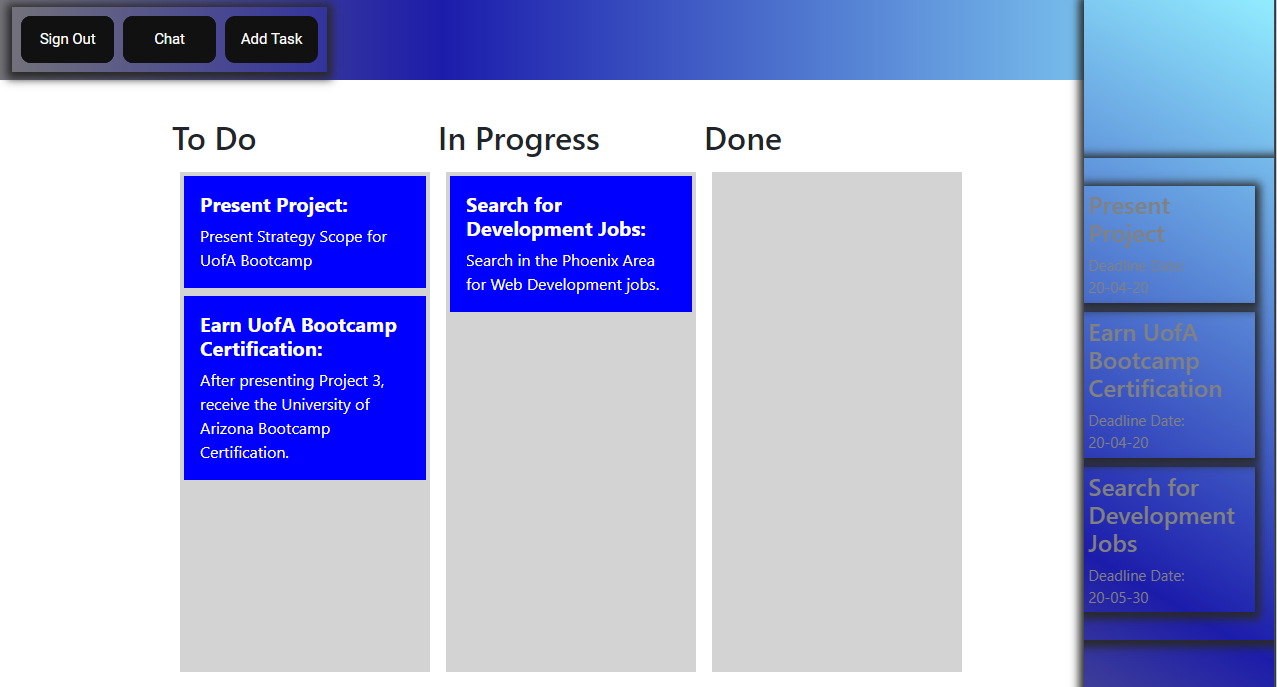 Sign Out
Chat
Add Task
To Do
In Progress
Done
Present Project:
Present Strategy Scope for
UofA Bootcamp
Earn UofA Bootcamp
Certification:
After presenting Project 3,
receive the University of
Arizona Bootcamp
Certification.
Search for
Development Jobs:
Search in the Phoenix Area
for Web Development jobs.
Present
Project
Deadline Date:
20-04-20
Earn UofA
Bootcamp
Certification
Deadline Date:
20-04-20
Search for
Development
Jobs
Deadline Date:
20-05-30